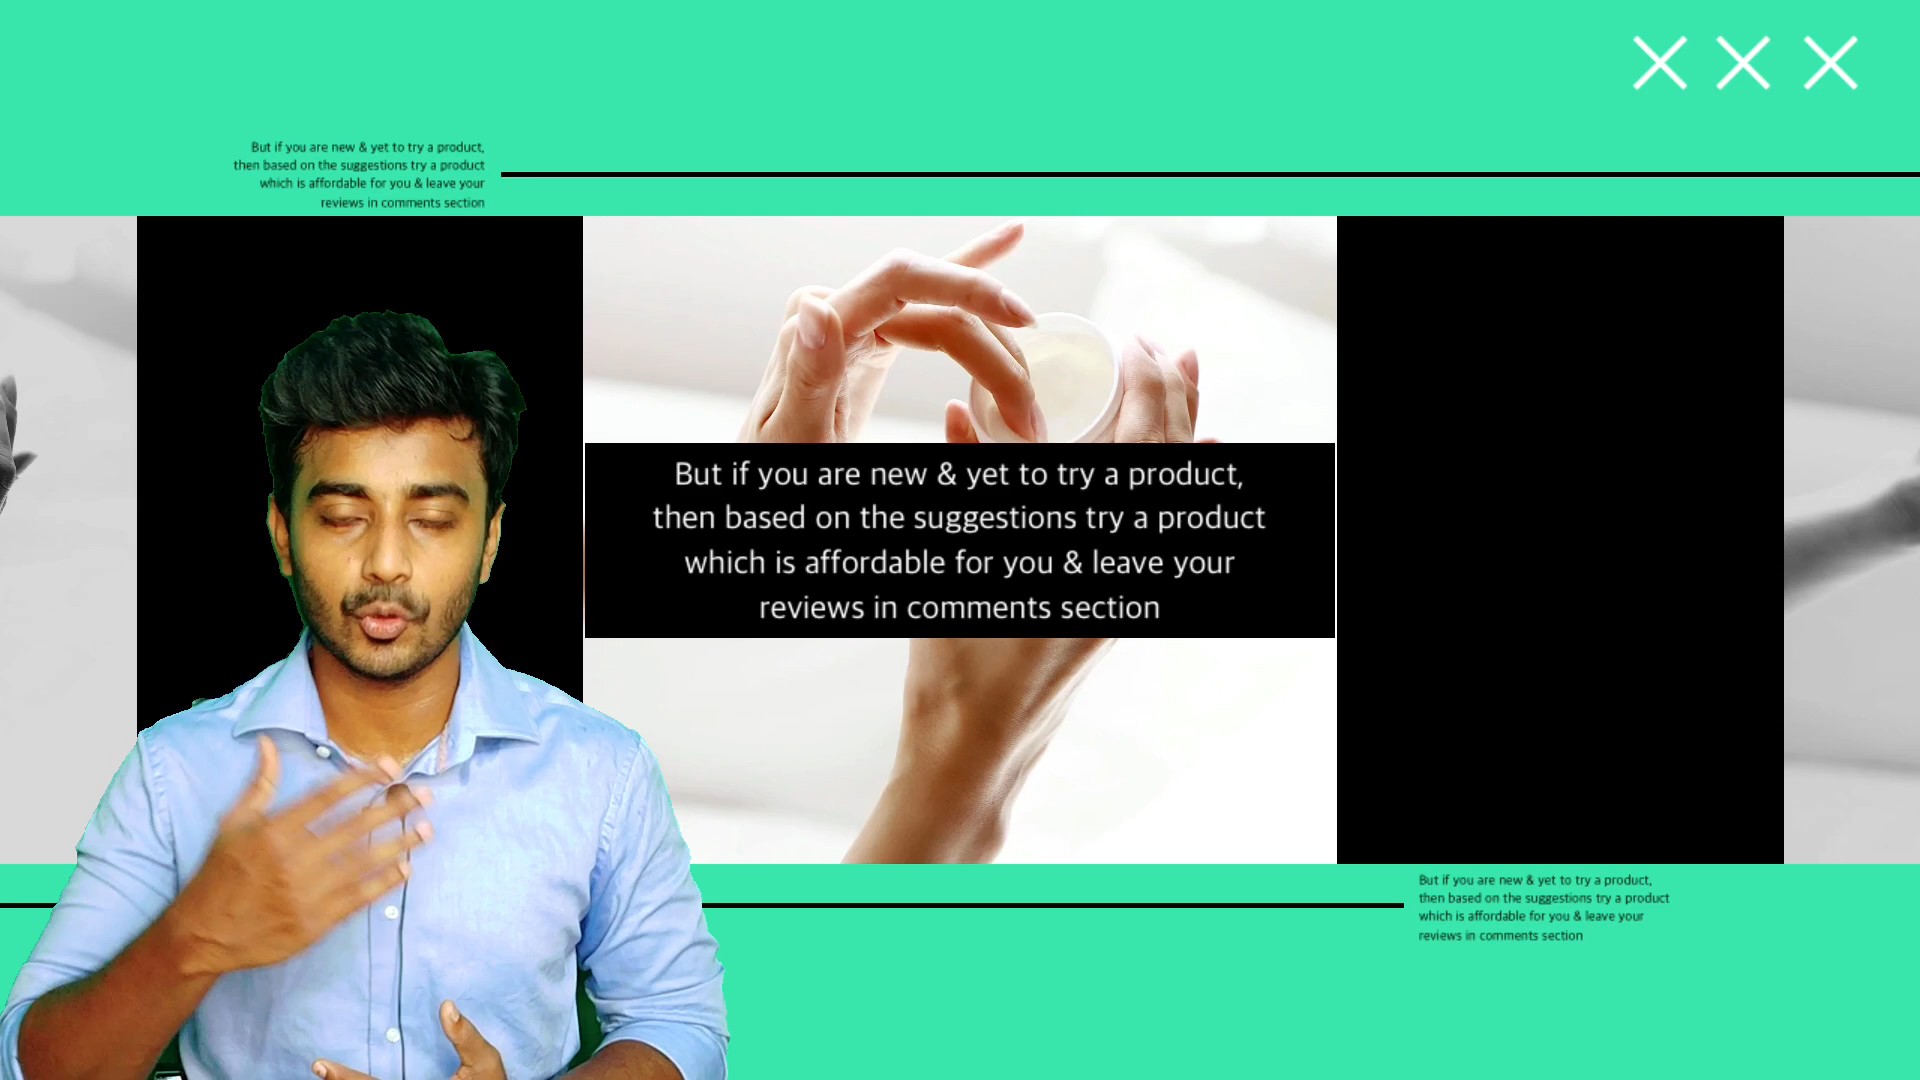 But if you are new & yet to try a product,
then based on the suggestions try a product
which is affordable for you & leave your
reviews in comments section
But if you are new & yet to try a product,
then based on the suggestions try a product
which is affordable for you & leave your
reviews in comments section
But if you are new & yet to try a product,
then based on the suggestions try a product
which is affordable for you & leave your
reviews in comments section